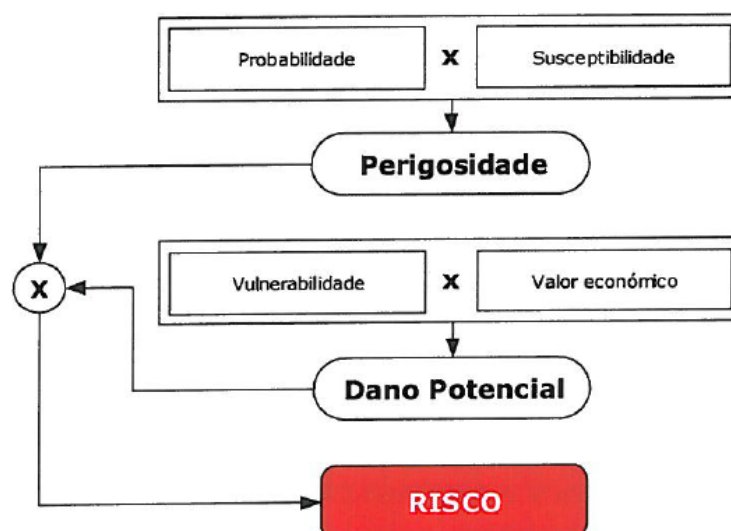 Probabilidade X Susceptibilidade
Perigosidade
Vulnerabilidade X Valor económico
X
Dano Potencial
RISCO